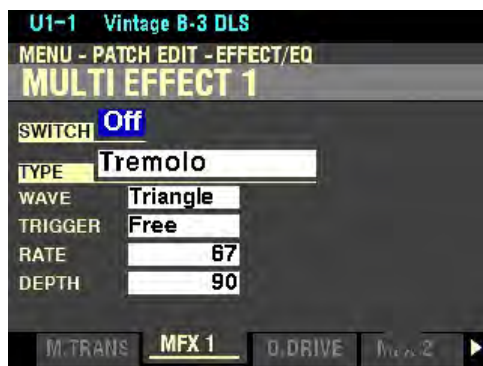 U1-1 Vintage B-3 DLS
MENU - PATCH EDIT -EFFECT/EQ
MULTI EFFECT 1
SWITCH Off
TYPE Tremolo
WAVE Triangle
TRIGGER Free
RATE 67
DEPTH 90
M.TRANS MFX 1 O.DRIVE 2